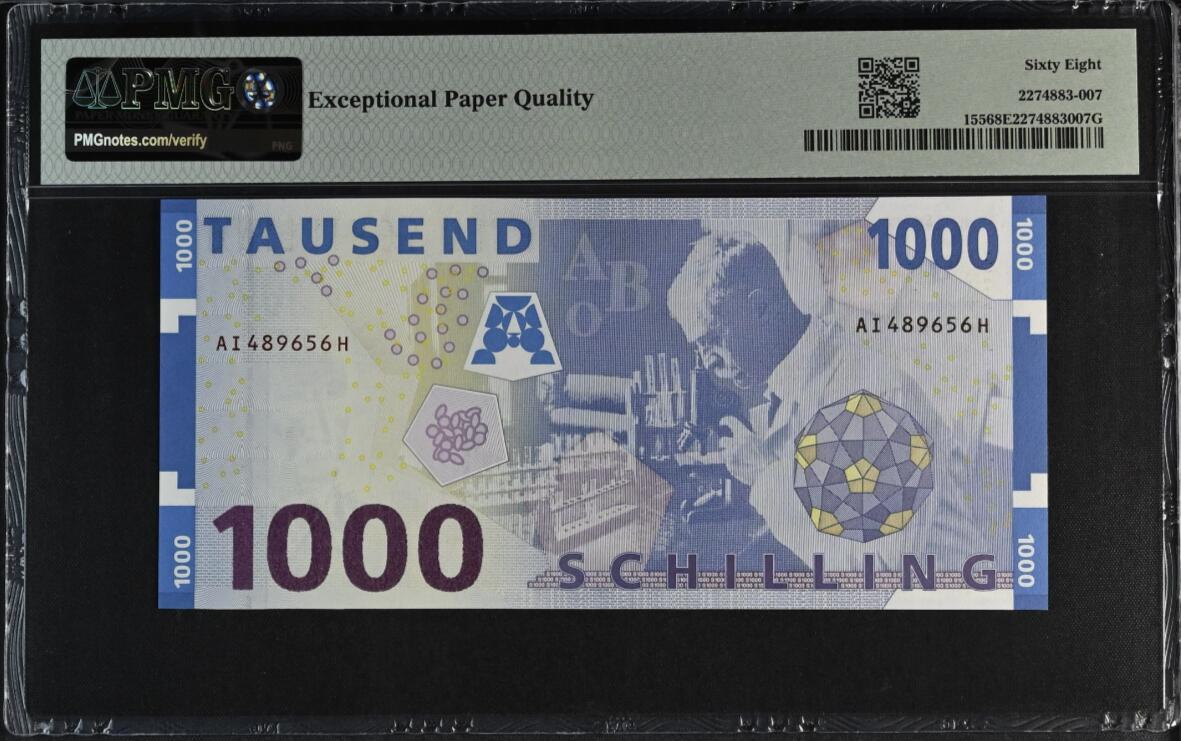 PMG
Exceptional Paper Quality
PMGnotes.com/verify
PNG
Sixty Eight
2274883-007
15568E2274883007G
TAUSEND
1000
1000
1000
A
B
O
AI489656H
AI489656H
1000
SCHILLING
1000
1000